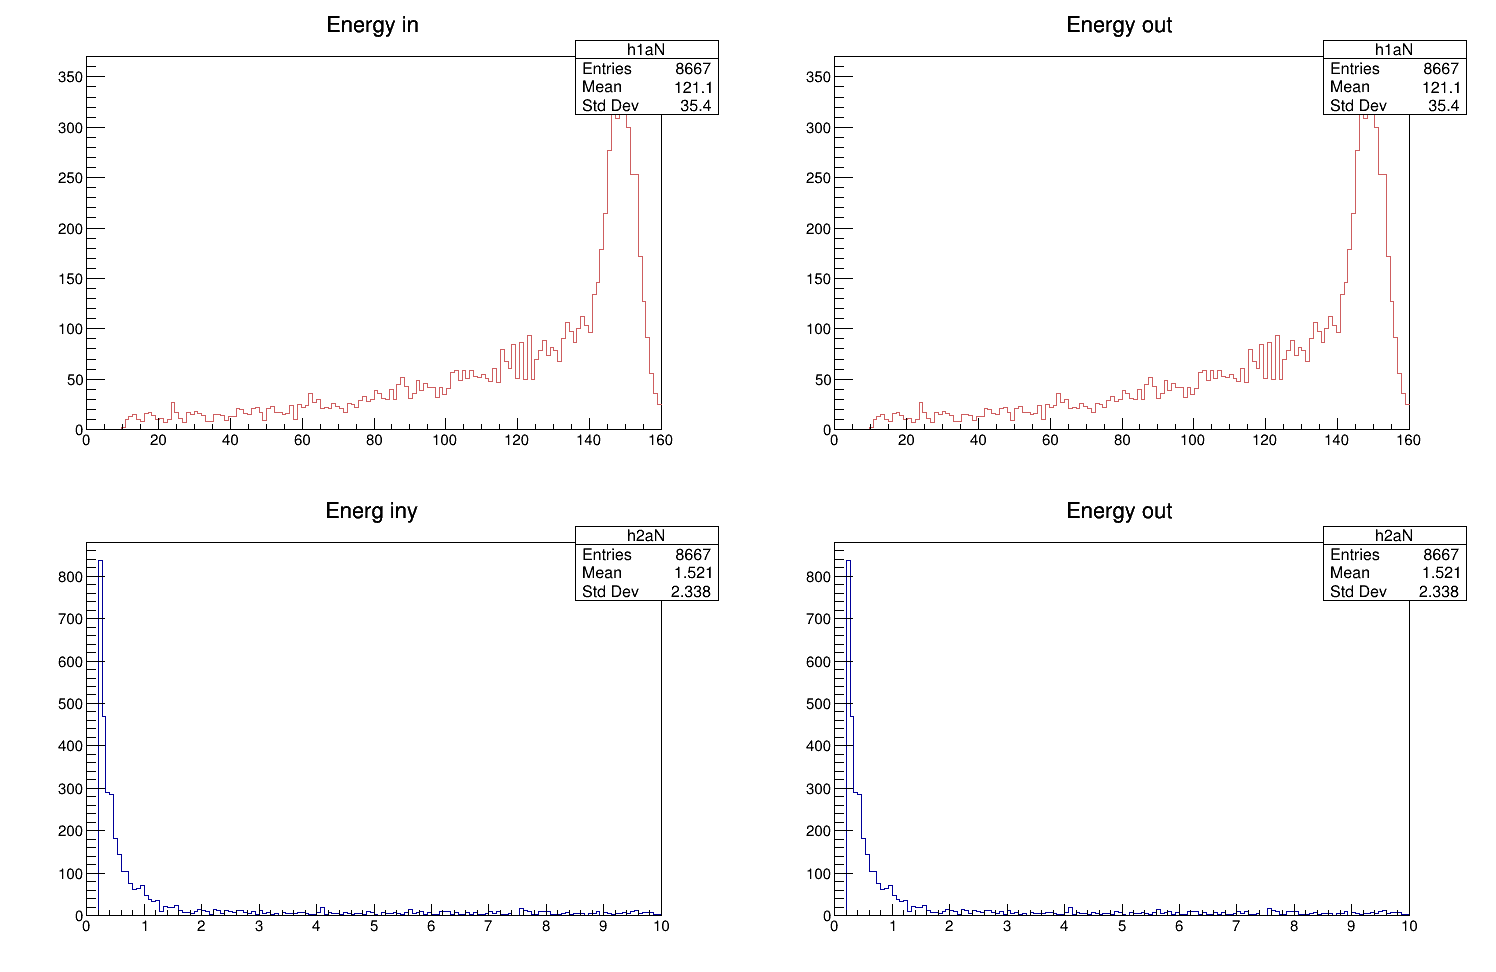 Energy in
h1aN
Entries 8667
Mean 121.1
Std Dev 35.4
350
300
250
200
150
100
50
0
0 20 40 60 80 100 120 140 160
Energy out
h1aN
Entries 8667
Mean 121.1
Std Dev 35.4
350
300
250
200
150
100
50
0
0 20 40 60 80 100 120 140 160
Energ iny
h2aN
Entries 8667
Mean 1.521
Std Dev 2.338
800
700
600
500
400
300
200
100
0
0 1 2 3 4 5 6 7 8 9 10
Energy out
h2aN
Entries 8667
Mean 1.521
Std Dev 2.338
800
700
600
500
400
300
200
100
0
0 1 2 3 4 5 6 7 8 9 10